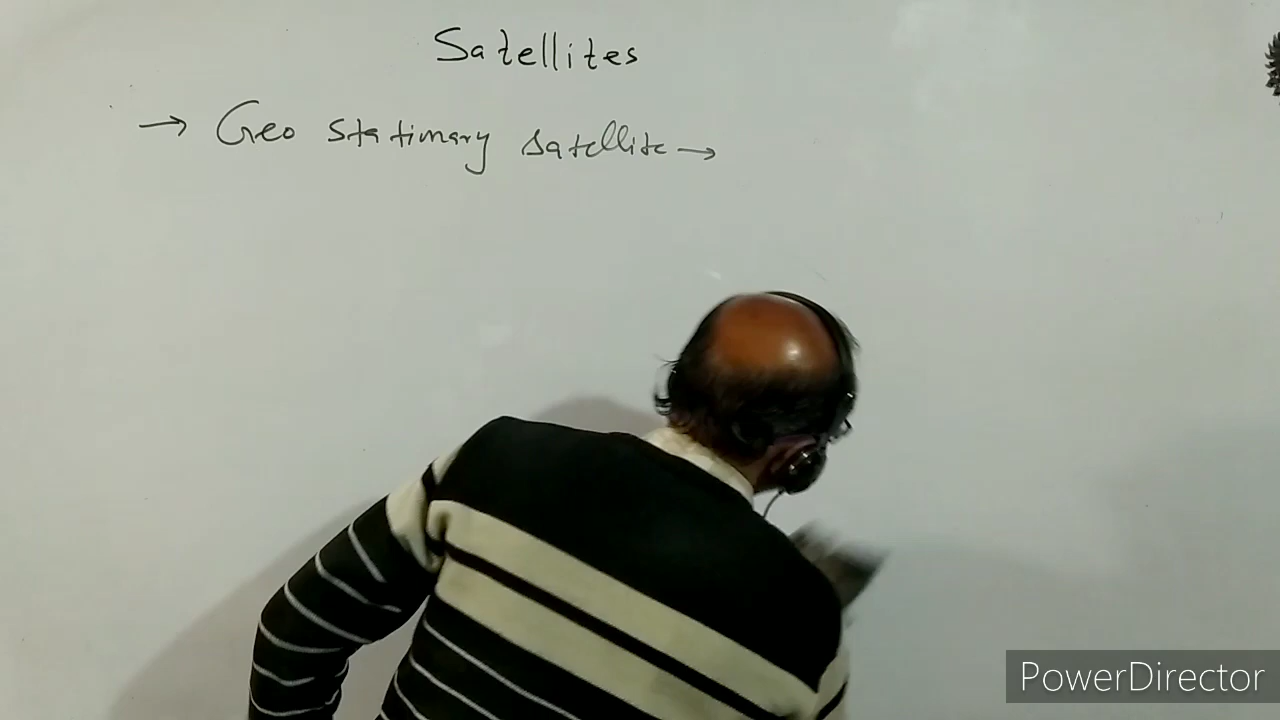 Satellites
→ Geo stationary satellite →
PowerDirector